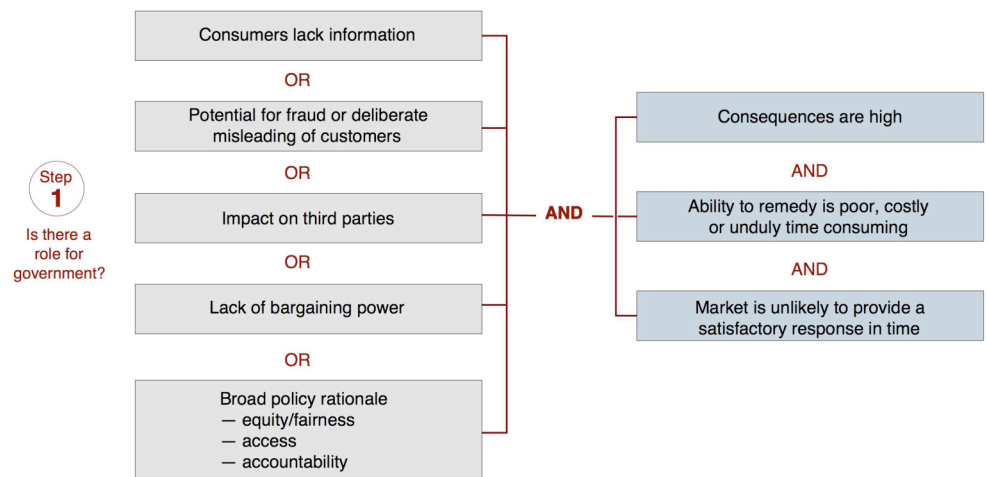 Step
1
Is there a
role for
government?
Consumers lack information
OR
Potential for fraud or deliberate
misleading of customers
OR
Impact on third parties
OR
Lack of bargaining power
OR
Broad policy rationale
— equity/fairness
— access
— accountability
AND
Consequences are high
AND
Ability to remedy is poor, costly
or unduly time consuming
AND
Market is unlikely to provide a
satisfactory response in time